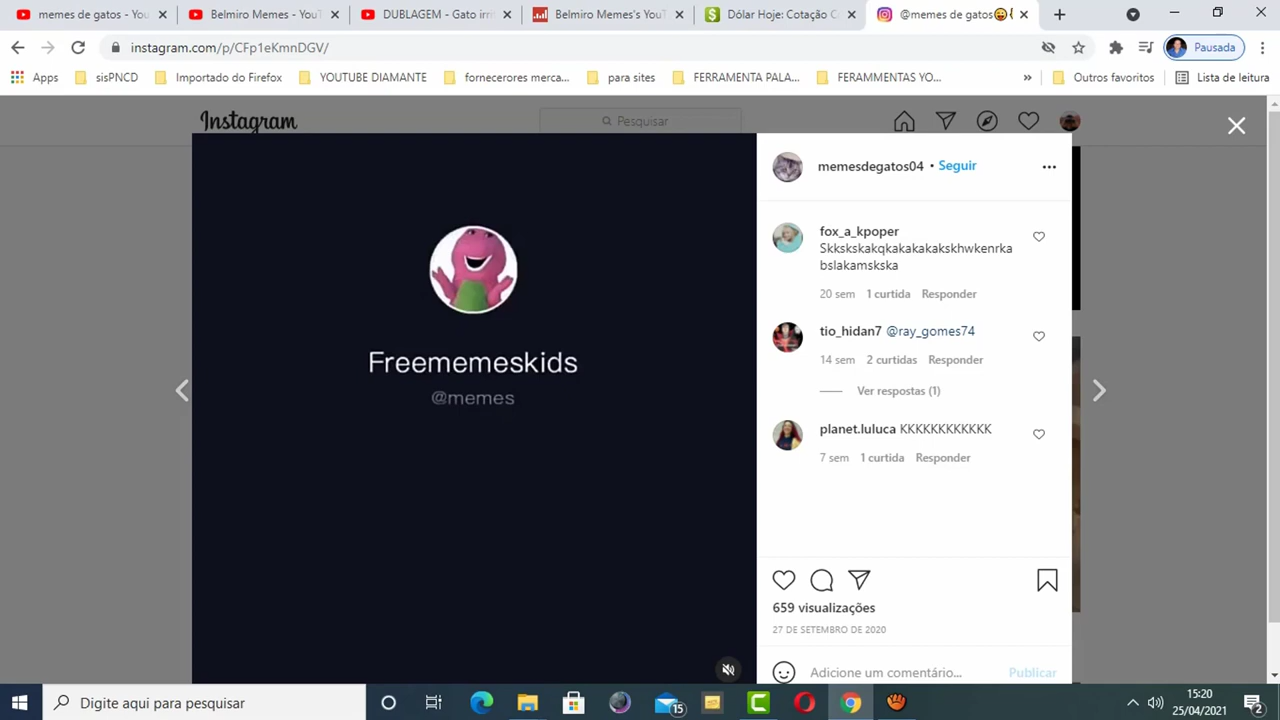 memes de gatos - You
Belmiro Memes - YouT
DUBLAGEM - Gato irri
Belmiro Memes's YouT
Dólar Hoje: Cotação C
@memes de gatos
instagram.com/p/CFp1eKmnDGV/
Pausada
Apps
sisPNCD
Importado do Firefox
YOUTUBE DIAMANTE
fornecerores merca...
para sites
FERRAMENTA PALA...
FERAMMENTAS YO...
»
Outros favoritos
Lista de leitura
Instagram
Pesquisar
Freememeskids
@memes
memesdegatos04 • Seguir
fox_a_kpoper
Skkskskakqkakakakakskhwkenrka
bslakamskska
20 sem 1 curtida Responder
tio_hidan7 @ray_gomes74
14 sem 2 curtidas Responder
Ver respostas (1)
planet.luluca KKKKKKKKKKKK
7 sem 1 curtida Responder
659 visualizações
27 DE SETEMBRO DE 2020
Adicione um comentário... Publicar
Digite aqui para pesquisar
15
15:20
25/04/2021
2